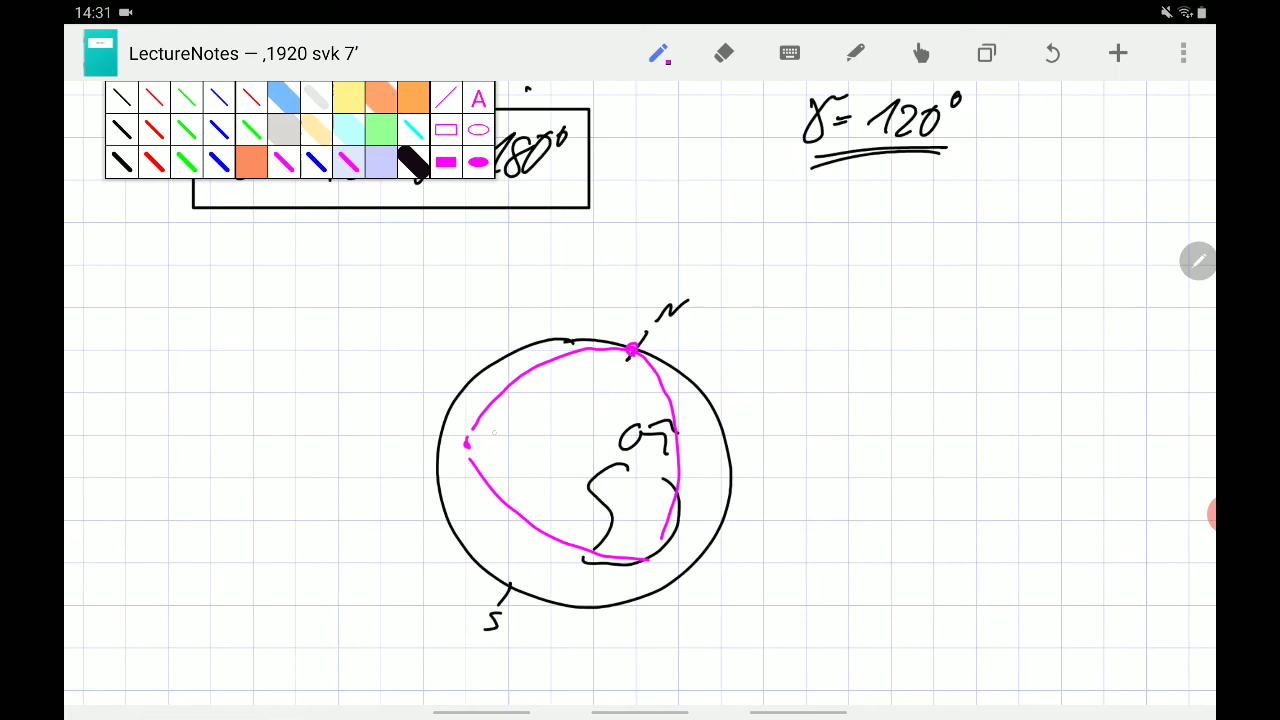 14:31
LectureNotes — ‚1920 svk 7’
A
180°
γ = 120°
N
S